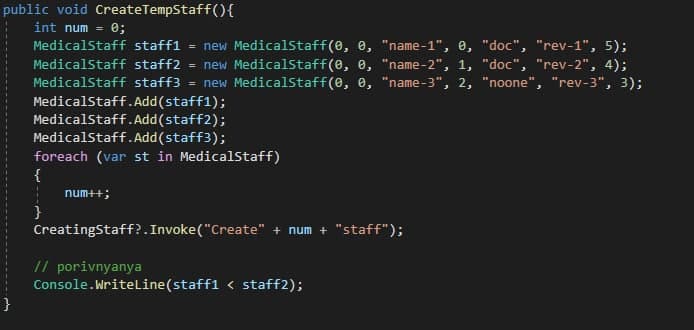 public void CreateTempStaff(){
int num = 0;
MedicalStaff staff1 = new MedicalStaff(0, 0, "name-1", 0, "doc", "rev-1", 5);
MedicalStaff staff2 = new MedicalStaff(0, 0, "name-2", 1, "doc", "rev-2", 4);
MedicalStaff staff3 = new MedicalStaff(0, 0, "name-3", 2, "noone", "rev-3", 3);
MedicalStaff.Add(staff1);
MedicalStaff.Add(staff2);
MedicalStaff.Add(staff3);
foreach (var st in MedicalStaff)
{
num++;
}
CreatingStaff?.Invoke("Create" + num + "staff");
// porivnyanya
Console.WriteLine(staff1 < staff2);
}